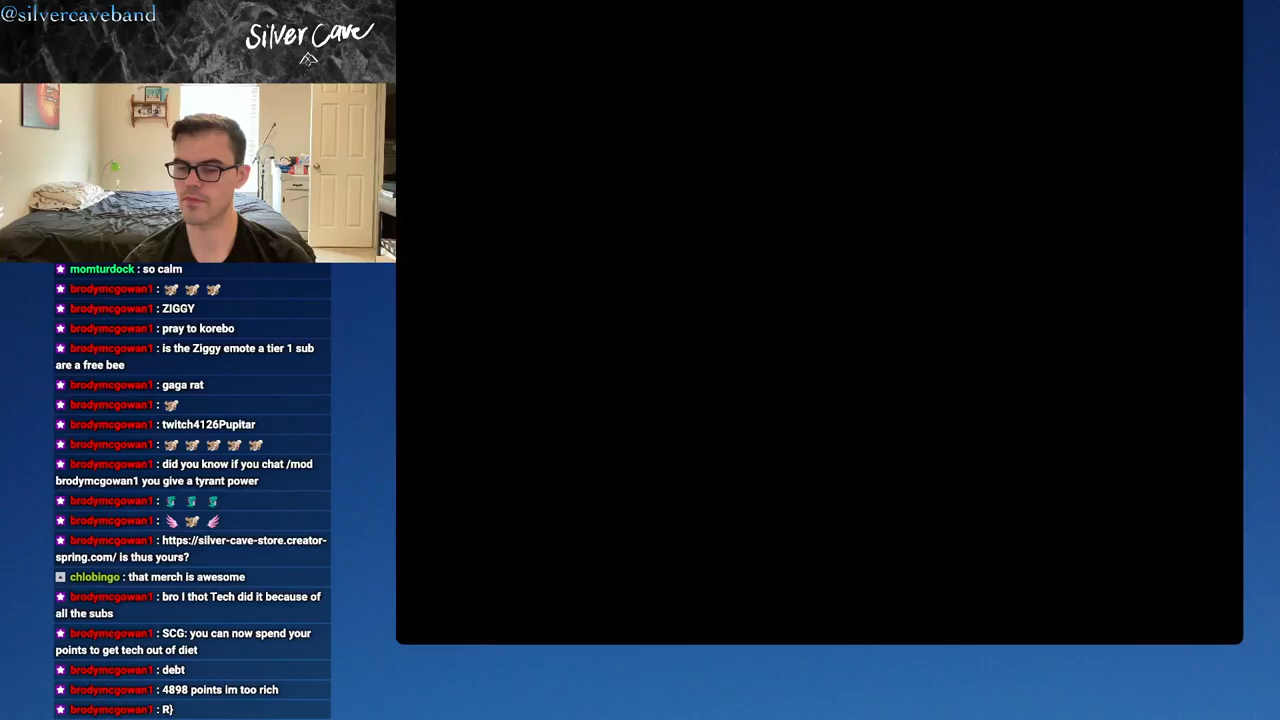 @silvercaveband
Silver Cave
momturdock : so calm
brodymcgowan1 :
brodymcgowan1 : ZIGGY
brodymcgowan1 : pray to korebo
brodymcgowan1 : is the Ziggy emote a tier 1 sub
are a free bee
brodymcgowan1 : gaga rat
brodymcgowan1 :
brodymcgowan1 : twitch4126Pupitar
brodymcgowan1 :
brodymcgowan1 : did you know if you chat /mod
brodymcgowan1 you give a tyrant power
brodymcgowan1 :
brodymcgowan1 :
brodymcgowan1 : https://silver-cave-store.creator-
spring.com/ is thus yours?
chlobingo : that merch is awesome
brodymcgowan1 : bro I thot Tech did it because of
all the subs
brodymcgowan1 : SCG: you can now spend your
points to get tech out of diet
brodymcgowan1 : debt
brodymcgowan1 : 4898 points im too rich
brodymcgowan1 : R}